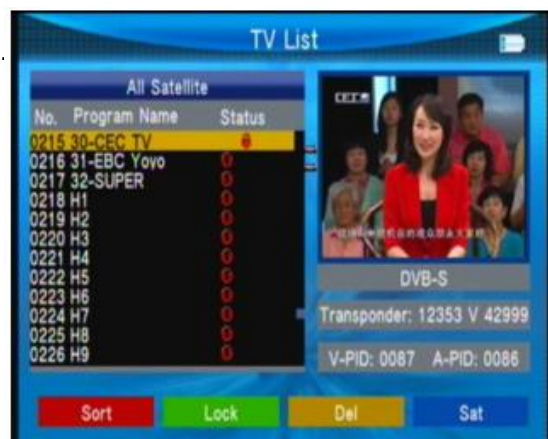 TV List
All Satellite
No. Program Name Status
0215 30-CEC TV
0216 31-EBC Yoyo
0217 32-SUPER
0218 H1
0219 H2
0220 H3
0221 H4
0222 H5
0223 H6
0224 H7
0225 H8
0226 H9
DVB-S
Transponder: 12353 V 42999
V-PID: 0087 A-PID: 0086
Sort Lock Del Sat